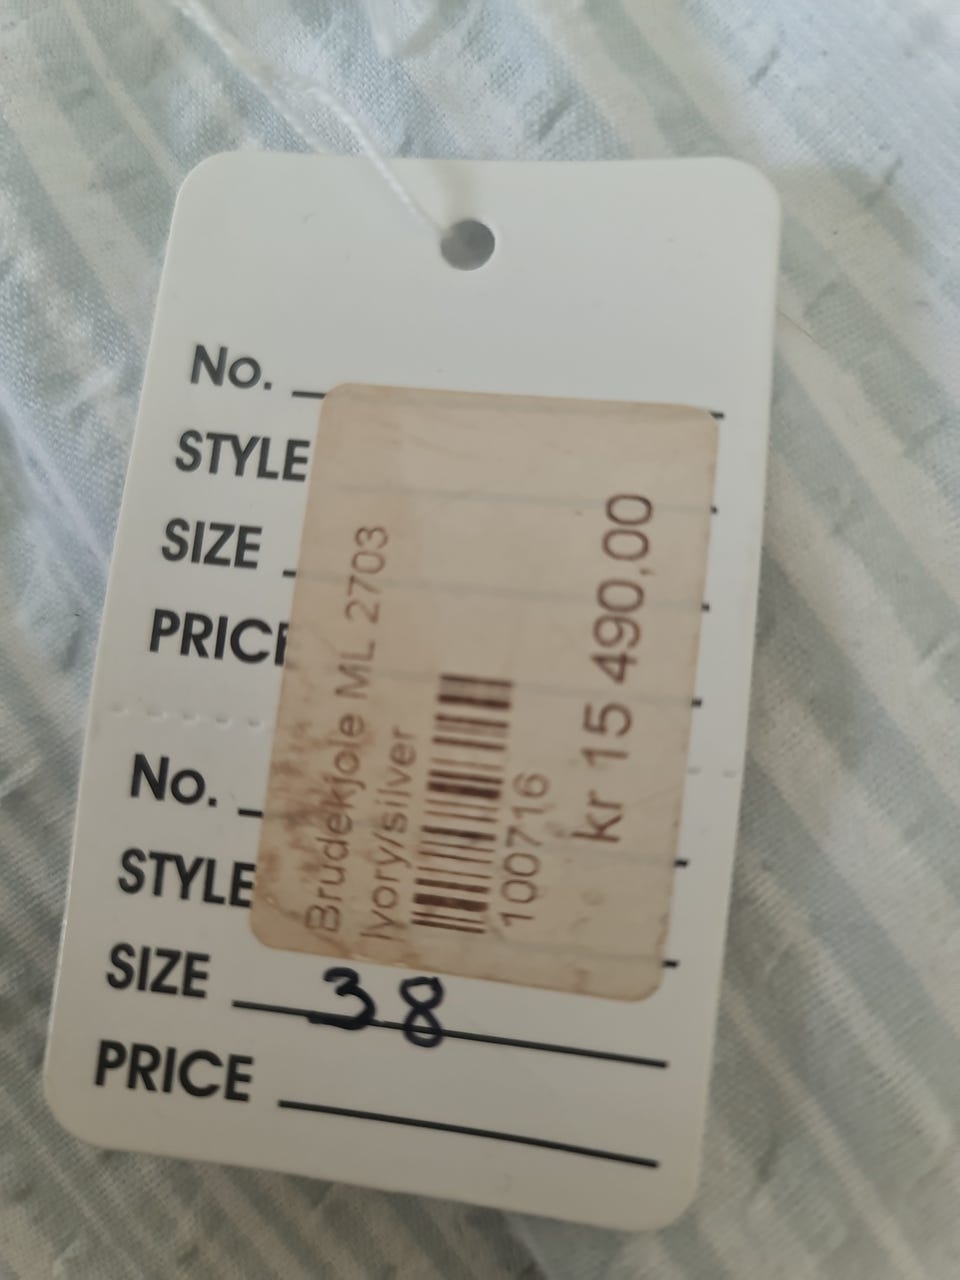 No.
STYLE
SIZE
PRICE
Brudekjole ML 2703
Ivory/silver
100716
kr 15 490,00
No.
STYLE
SIZE 38
PRICE